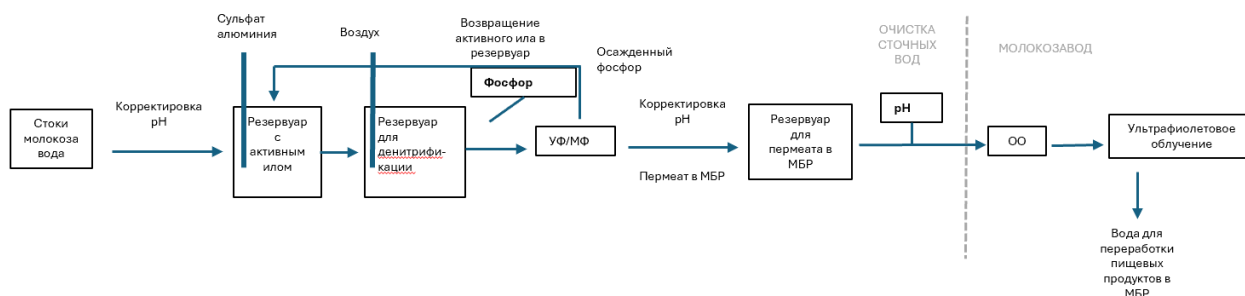 Сульфат
алюминия
Воздух
Возвращение
активного ила в
резервуар
Осажденный
фосфор
ОЧИСТКА
СТОЧНЫХ
ВОД
МОЛОКОЗАВОД
Фосфор
Корректировка
pH
Корректировка
pH
pH
Стоки
молокоза
вода
Резервуар
с
активным
илом
Резервуар
для
денитрифи-
кации
УФ/МФ
Пермеат в МБР
Резервуар
для
пермеата в
МБР
ОО
Ультрафиолетовое
облучение
Вода для
переработки
пищевых
продуктов в
МБР